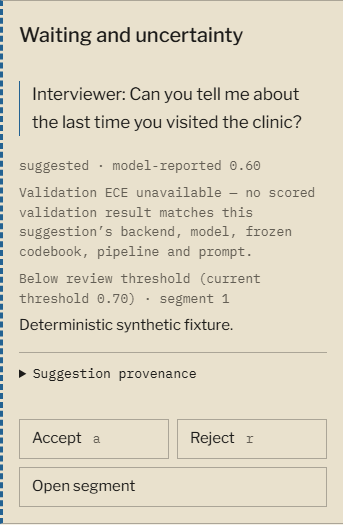 Waiting and uncertainty
Interviewer: Can you tell me about
the last time you visited the clinic?
suggested · model-reported 0.60
Validation ECE unavailable — no scored
validation result matches this
suggestion’s backend, model, frozen
codebook, pipeline and prompt.
Below review threshold (current
threshold 0.70) · segment 1
Deterministic synthetic fixture.
▶ Suggestion provenance
Accept a
Reject r
Open segment